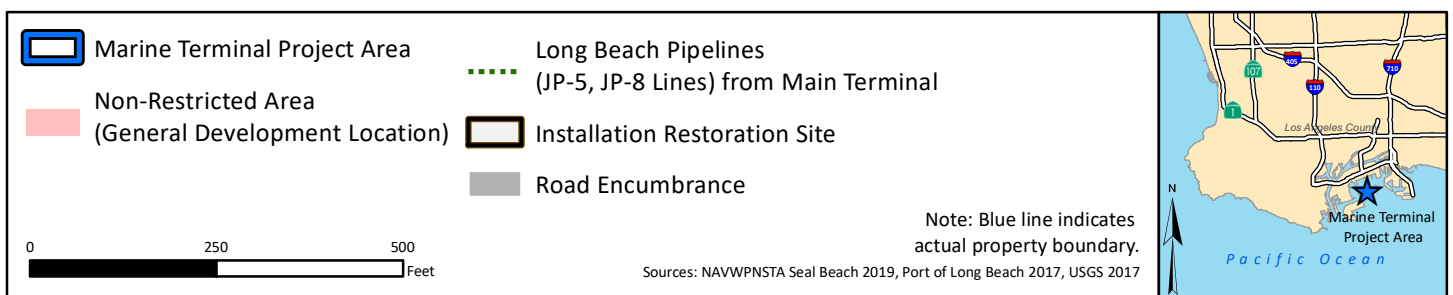 Marine Terminal Project Area
Non-Restricted Area
(General Development Location)
Long Beach Pipelines
(JP-5, JP-8 Lines) from Main Terminal
Installation Restoration Site
Road Encumbrance
0 250 500
Feet
Note: Blue line indicates
actual property boundary.
Sources: NAVWPNSTA Seal Beach 2019, Port of Long Beach 2017, USGS 2017
405
710
107
110
1
Los Angeles County
N
Marine Terminal
Project Area
Pacific Ocean